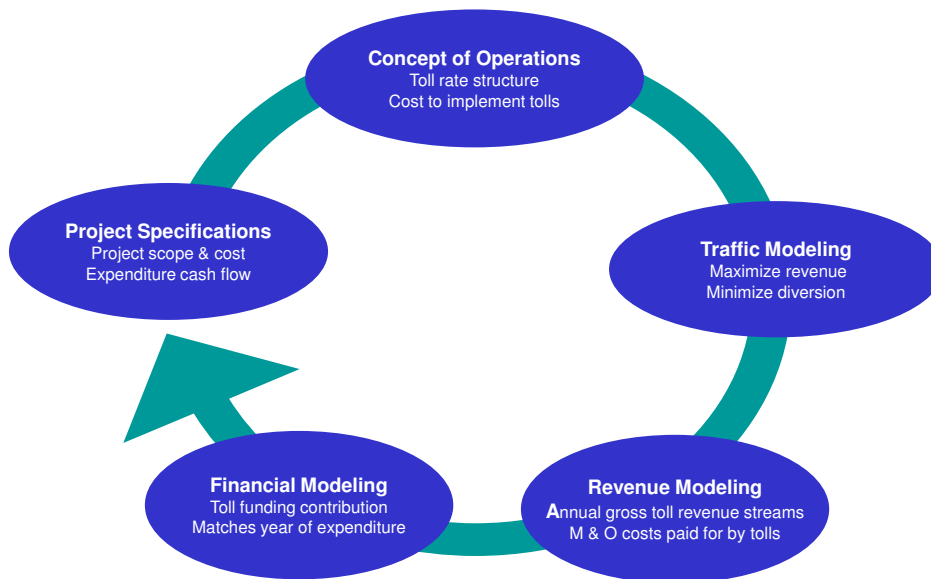 Concept of Operations
Toll rate structure
Cost to implement tolls
Project Specifications
Project scope & cost
Expenditure cash flow
Traffic Modeling
Maximize revenue
Minimize diversion
Financial Modeling
Toll funding contribution
Matches year of expenditure
Revenue Modeling
Annual gross toll revenue streams
M & O costs paid for by tolls